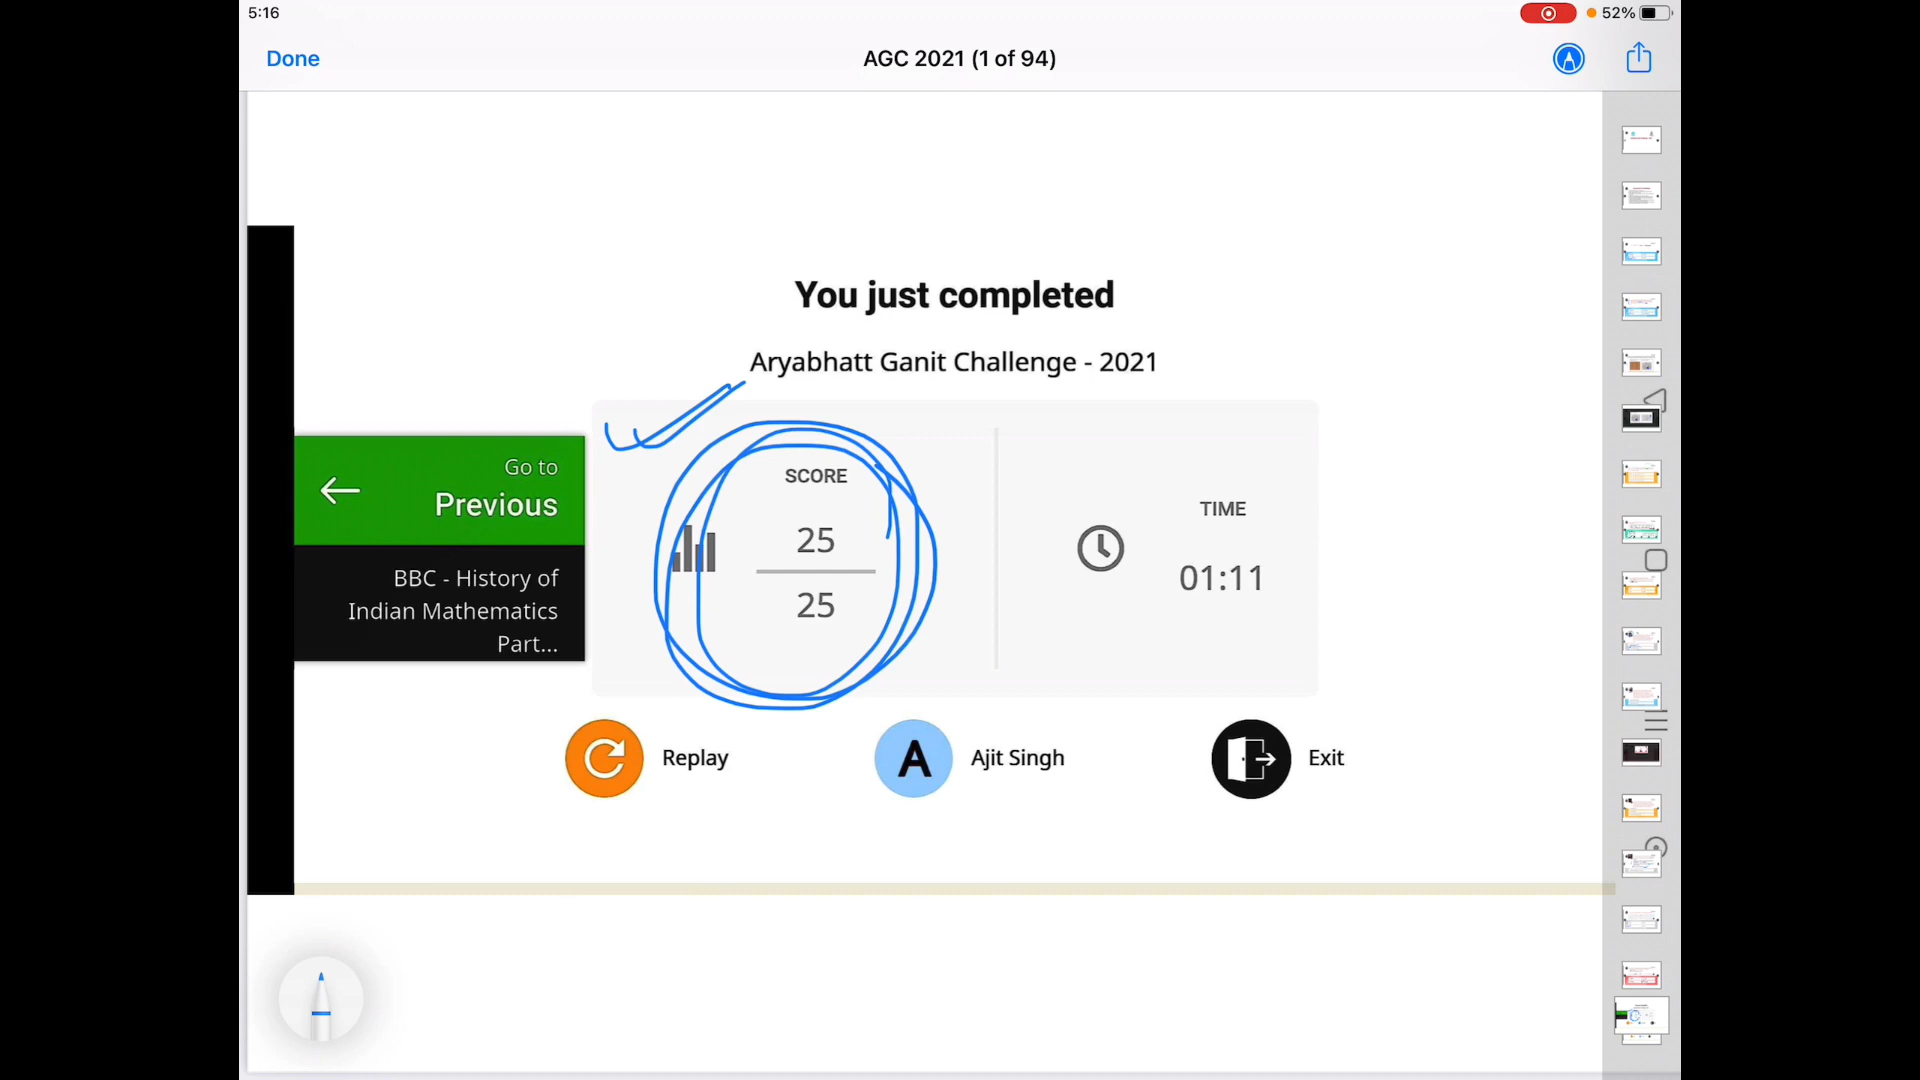 5:16
52%
Done
AGC 2021 (1 of 94)
You just completed
Aryabhatt Ganit Challenge - 2021
Go to
Previous
BBC - History of
Indian Mathematics
Part...
SCORE
25
25
TIME
01:11
Replay
A
Ajit Singh
Exit